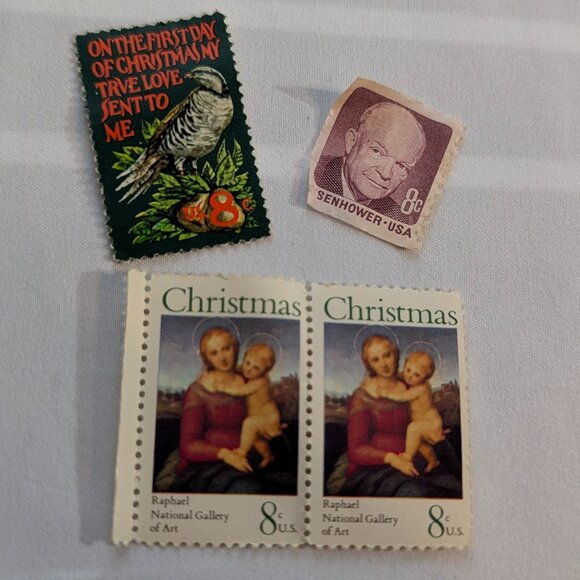 ON THE FIRST DAY
OF CHRISTMAS MY
TRVE LOVE
SENT TO
ME
8c
8c
SENHOWER·USA
Christmas
Raphael
National Gallery
of Art
8c
U.S.
Christmas
Raphael
National Gallery
of Art
8c
U.S.